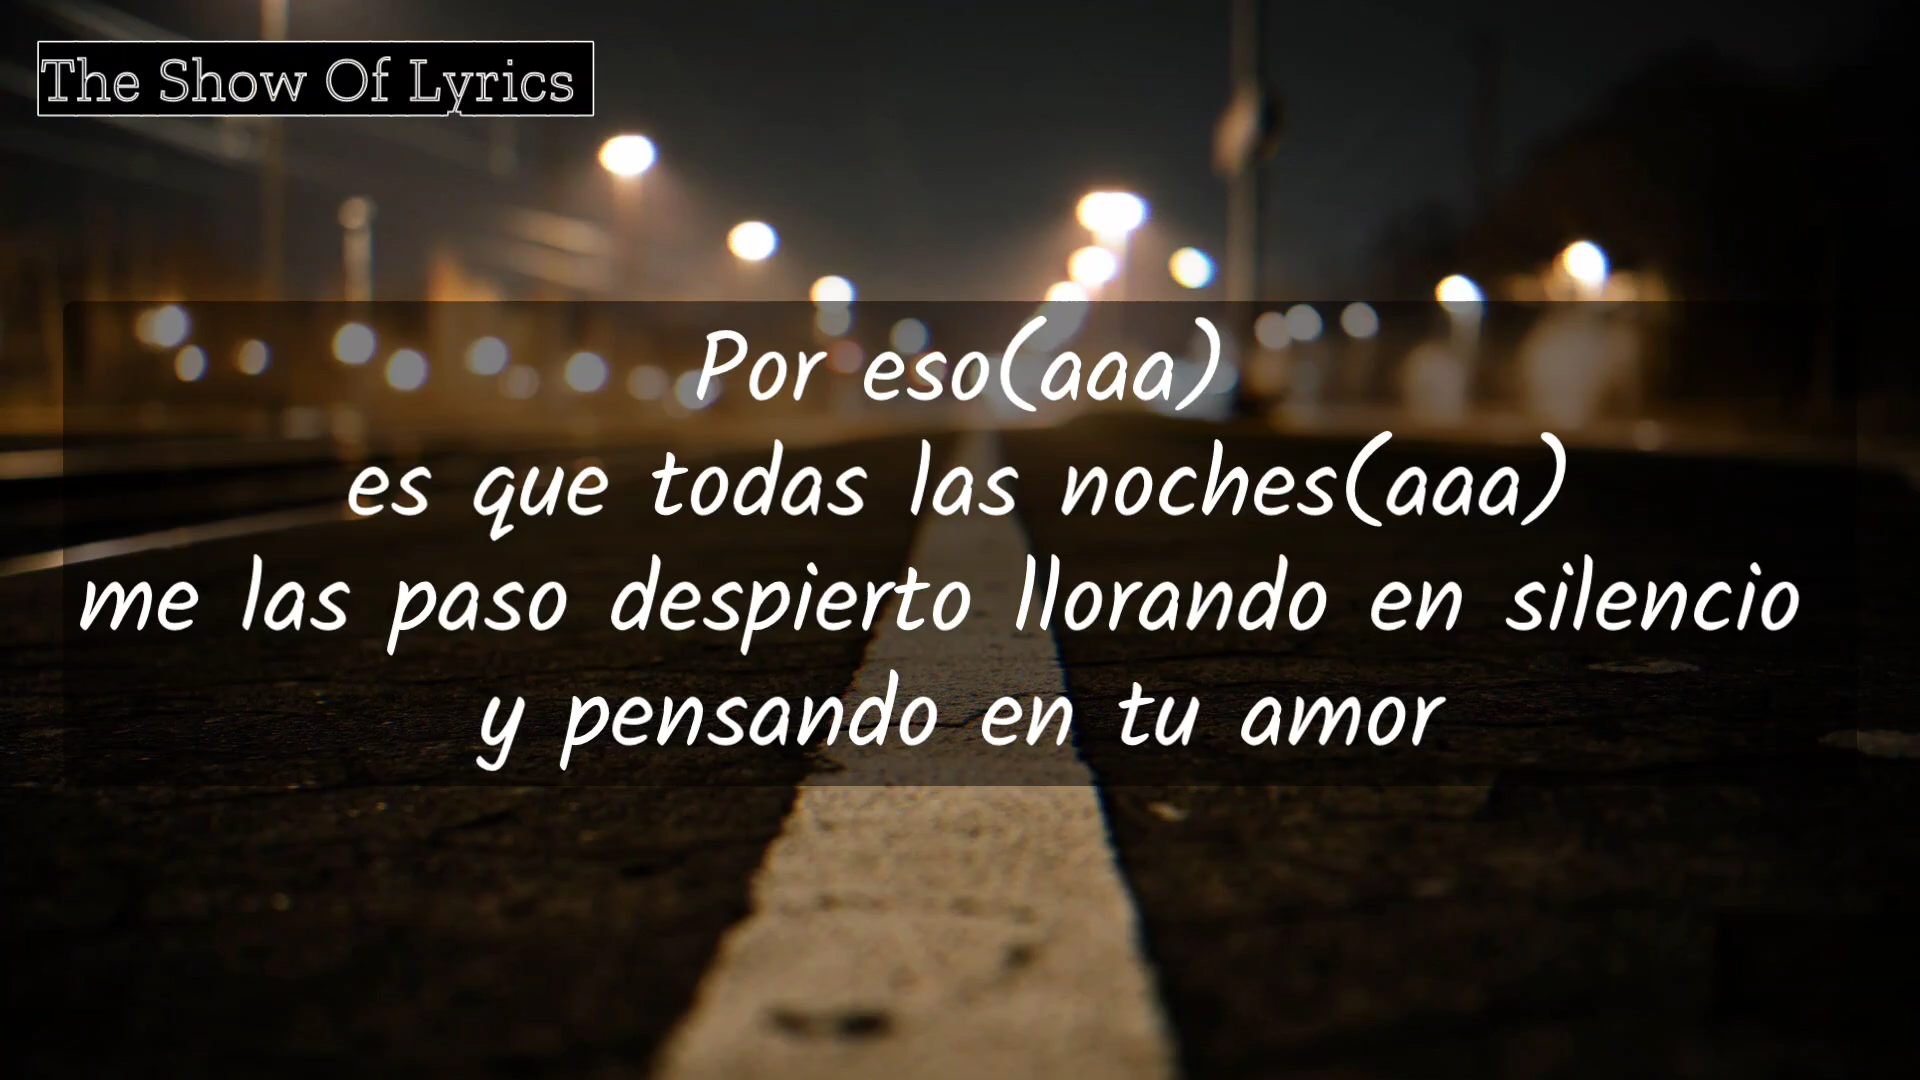 The Show Of Lyrics
Por eso(aaa)
es que todas las noches(aaa)
me las paso despierto llorando en silencio
y pensando en tu amor